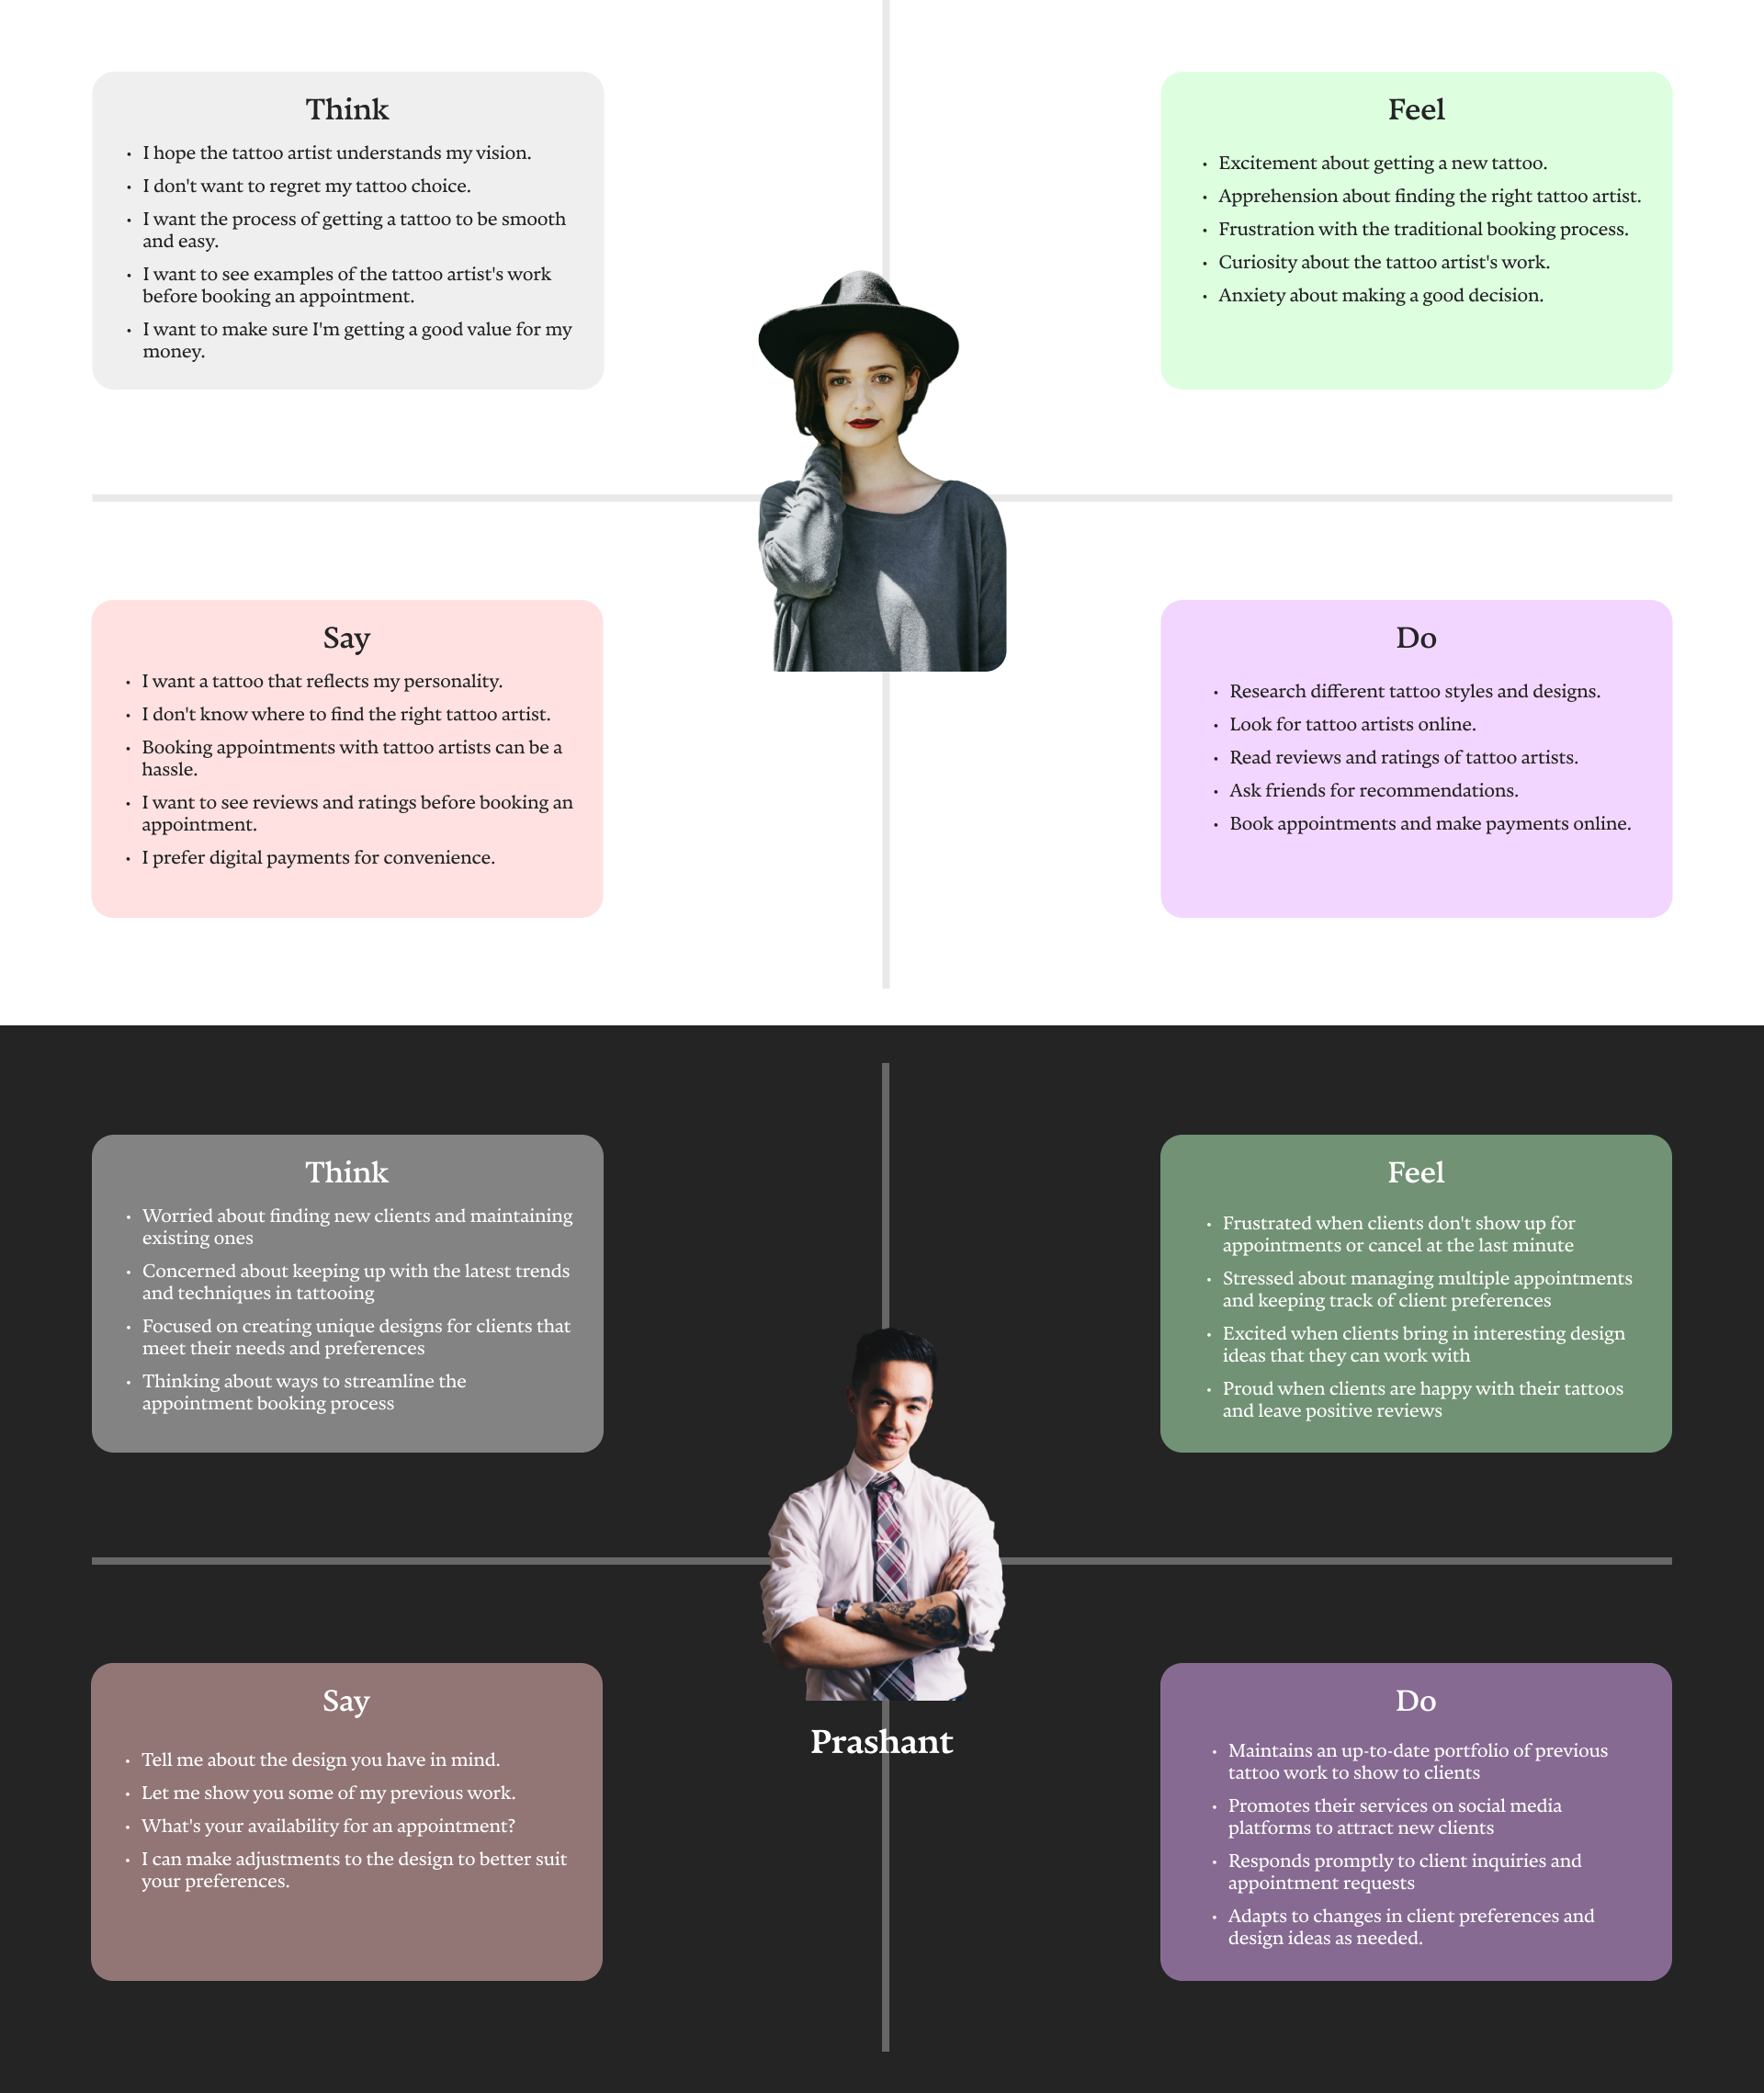 Think
• I hope the tattoo artist understands my vision.
• I don't want to regret my tattoo choice.
• I want the process of getting a tattoo to be smooth
and easy.
• I want to see examples of the tattoo artist's work
before booking an appointment.
• I want to make sure I'm getting a good value for my
money.
Feel
• Excitement about getting a new tattoo.
• Apprehension about finding the right tattoo artist.
• Frustration with the traditional booking process.
• Curiosity about the tattoo artist's work.
• Anxiety about making a good decision.
Say
• I want a tattoo that reflects my personality.
• I don't know where to find the right tattoo artist.
• Booking appointments with tattoo artists can be a
hassle.
• I want to see reviews and ratings before booking an
appointment.
• I prefer digital payments for convenience.
Do
• Research different tattoo styles and designs.
• Look for tattoo artists online.
• Read reviews and ratings of tattoo artists.
• Ask friends for recommendations.
• Book appointments and make payments online.
Think
• Worried about finding new clients and maintaining
existing ones
• Concerned about keeping up with the latest trends
and techniques in tattooing
• Focused on creating unique designs for clients that
meet their needs and preferences
• Thinking about ways to streamline the
appointment booking process
Feel
• Frustrated when clients don't show up for
appointments or cancel at the last minute
• Stressed about managing multiple appointments
and keeping track of client preferences
• Excited when clients bring in interesting design
ideas that they can work with
• Proud when clients are happy with their tattoos
and leave positive reviews
Prashant
Say
• Tell me about the design you have in mind.
• Let me show you some of my previous work.
• What's your availability for an appointment?
• I can make adjustments to the design to better suit
your preferences.
Do
• Maintains an up-to-date portfolio of previous
tattoo work to show to clients
• Promotes their services on social media
platforms to attract new clients
• Responds promptly to client inquiries and
appointment requests
• Adapts to changes in client preferences and
design ideas as needed.